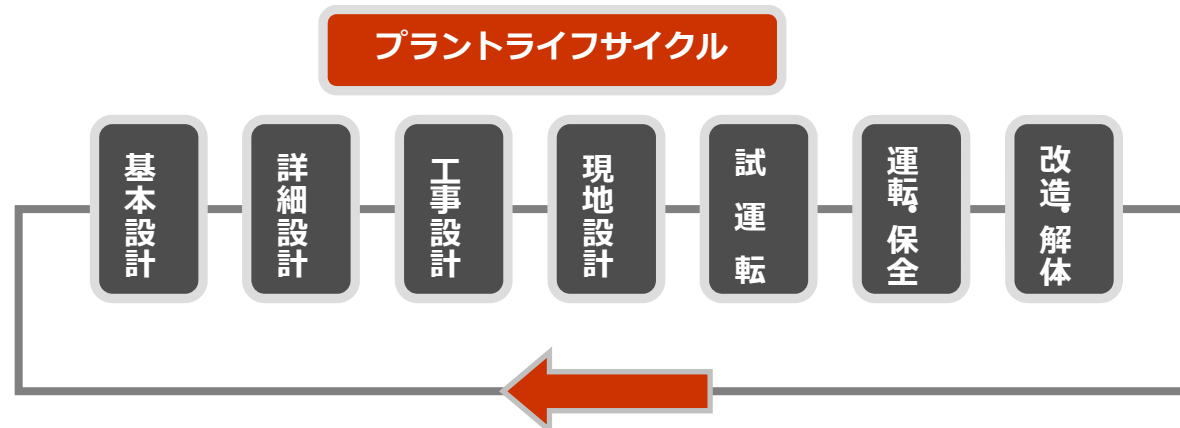 プラントライフサイクル
基本設計
詳細設計
工事設計
現地設計
試運転
運転・保全
改造・解体